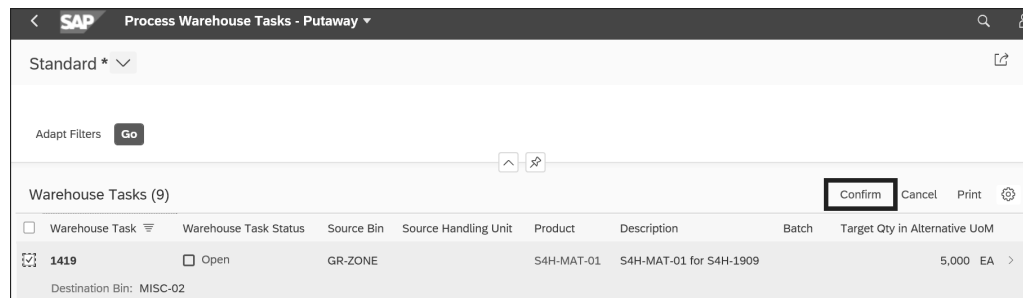 SAP Process Warehouse Tasks - Putaway
Standard *
Adapt Filters Go
Warehouse Tasks (9) Confirm Cancel Print
Warehouse Task Warehouse Task Status Source Bin Source Handling Unit Product Description Batch Target Qty in Alternative UoM
1419 Open GR-ZONE S4H-MAT-01 S4H-MAT-01 for S4H-1909 5,000 EA
Destination Bin: MISC-02